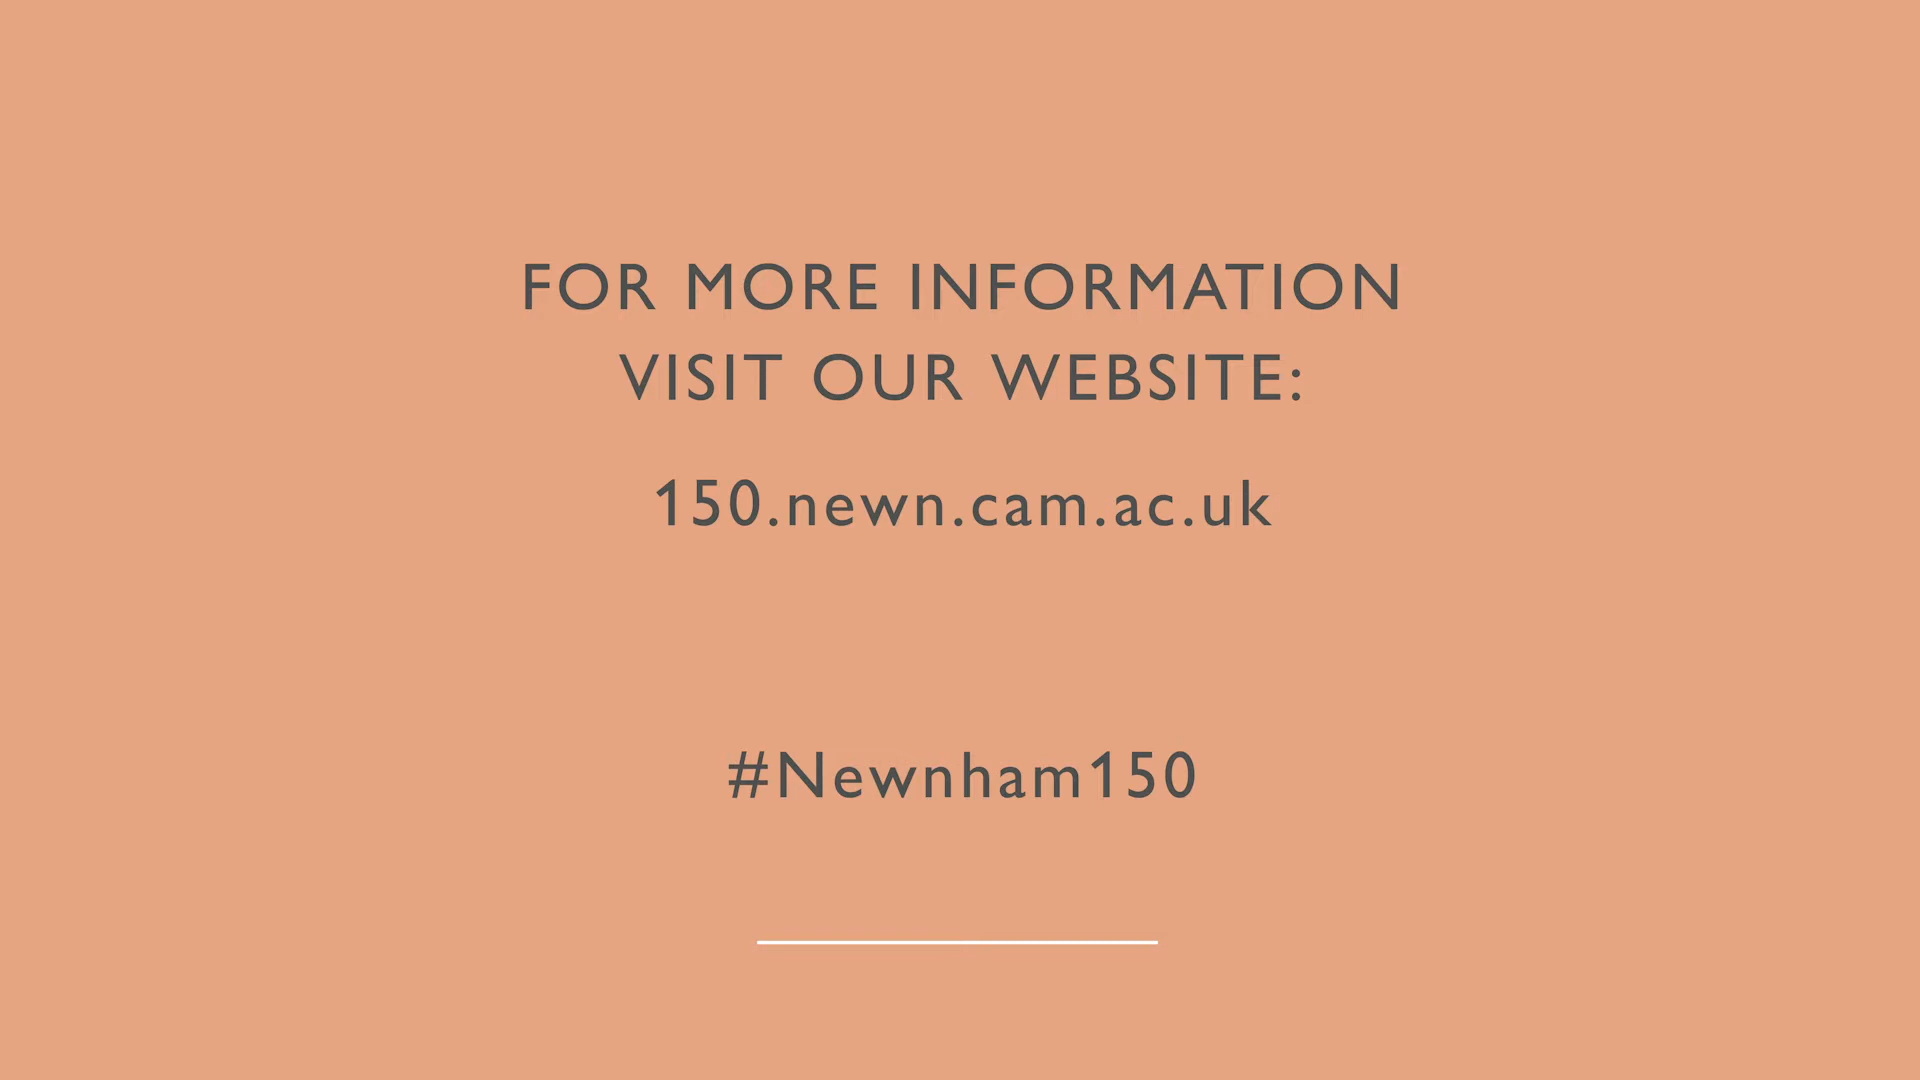 FOR MORE INFORMATION
VISIT OUR WEBSITE:
150.newn.cam.ac.uk
#Newnham150